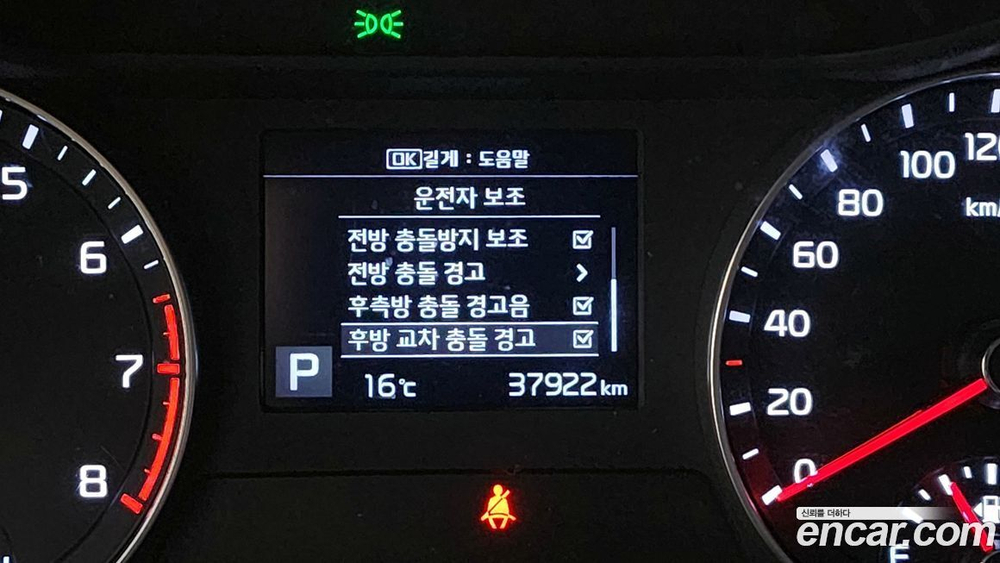 OK길게 : 도움말
운전자 보조
전방 충돌방지 보조
전방 충돌 경고
후측방 충돌 경고음
후방 교차 충돌 경고
P
16℃
37922 km
5
6
7
8
120
100
km/
80
60
40
20
0
E
신뢰를 더하다
encar.com